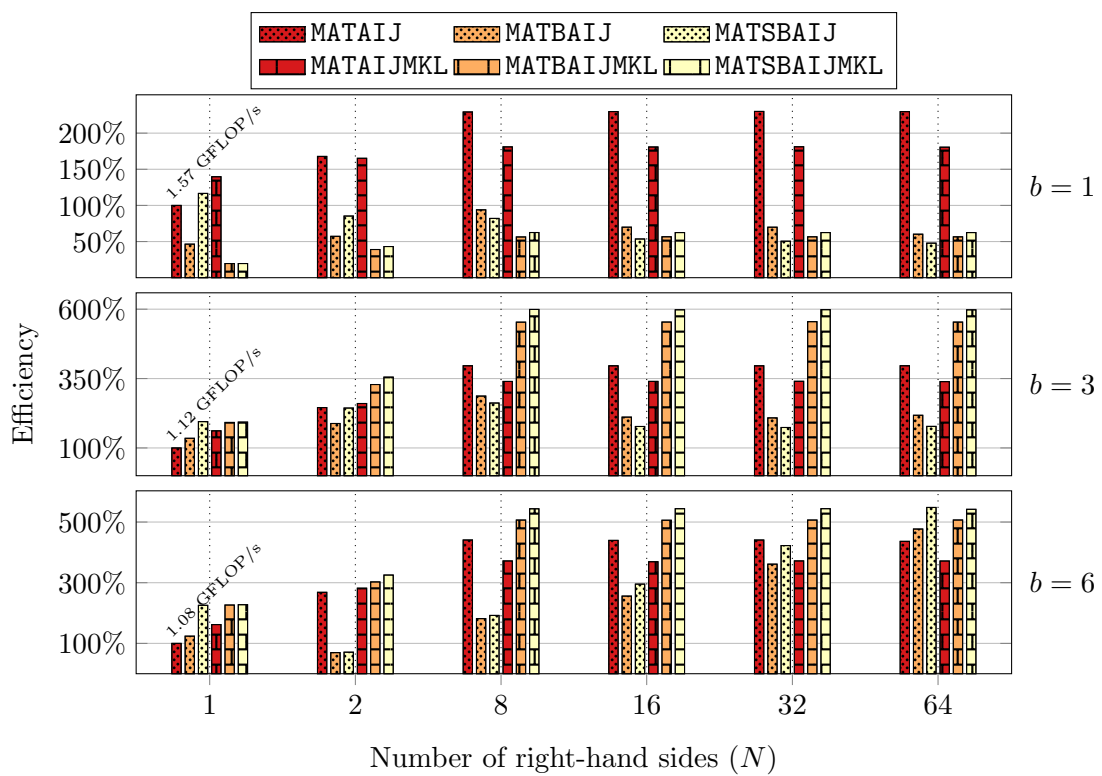 MATAIJ MATBAIJ MATSBAIJ
MATAIJMKL MATBAIJMKL MATSBAIJMKL
200%
150%
100%
50%
1.57 GFLOP/s
b = 1
600%
350%
100%
1.12 GFLOP/s
b = 3
Efficiency
500%
300%
100%
1.08 GFLOP/s
b = 6
1 2 8 16 32 64
Number of right-hand sides (N)